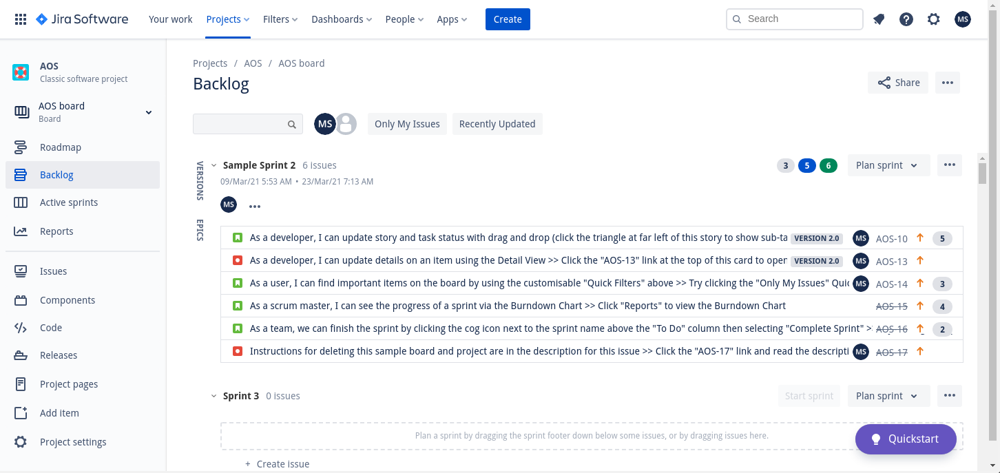 Jira Software
Your work
Projects
Filters
Dashboards
People
Apps
Create
Search
MS
AOS
Classic software project
AOS board
Board
Roadmap
Backlog
Active sprints
Reports
Issues
Components
Code
Releases
Project pages
Add item
Project settings
Projects / AOS / AOS board
Backlog
Share
MS
Only My Issues
Recently Updated
VERSIONS
EPICS
Sample Sprint 2 6 issues
3 5 6
Plan sprint
09/Mar/21 5:53 AM • 23/Mar/21 7:13 AM
MS
As a developer, I can update story and task status with drag and drop (click the triangle at far left of this story to show sub-ta VERSION 2.0 MS AOS-10 5
As a developer, I can update details on an item using the Detail View >> Click the "AOS-13" link at the top of this card to open VERSION 2.0 MS AOS-13
As a user, I can find important items on the board by using the customisable "Quick Filters" above >> Try clicking the "Only My Issues" Quic MS AOS-14 3
As a scrum master, I can see the progress of a sprint via the Burndown Chart >> Click "Reports" to view the Burndown Chart AOS-15 4
As a team, we can finish the sprint by clicking the cog icon next to the sprint name above the "To Do" column then selecting "Complete Sprint" > AOS-16 2
Instructions for deleting this sample board and project are in the description for this issue >> Click the "AOS-17" link and read the descripti MS AOS-17
Sprint 3 0 issues
Start sprint
Plan sprint
Plan a sprint by dragging the sprint footer down below some issues, or by dragging issues here.
Quickstart
+ Create issue